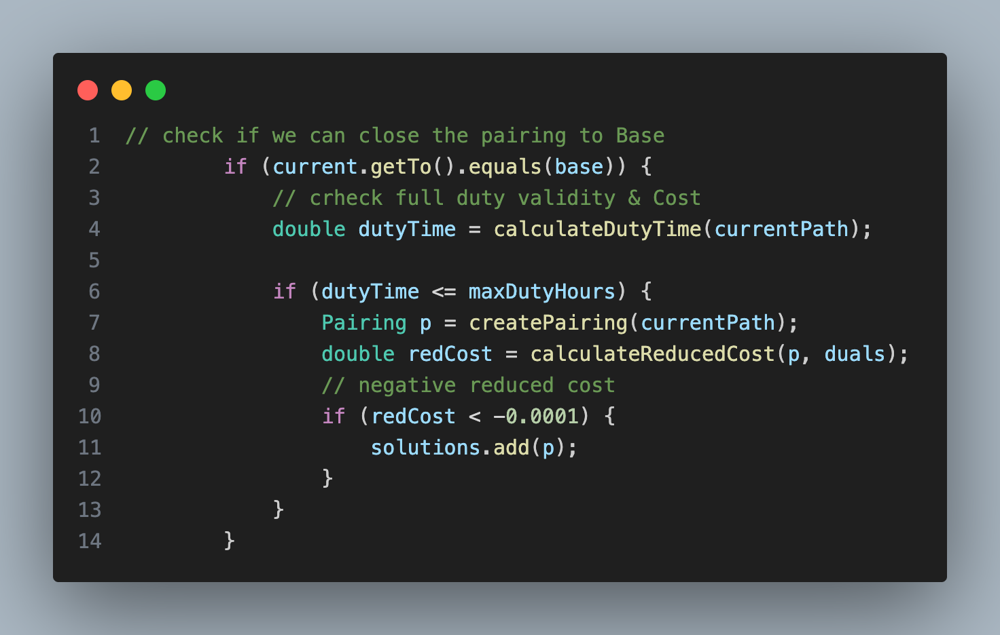 1 // check if we can close the pairing to Base
2         if (current.getTo().equals(base)) {
3             // crheck full duty validity & Cost
4             double dutyTime = calculateDutyTime(currentPath);
5
6             if (dutyTime <= maxDutyHours) {
7                 Pairing p = createPairing(currentPath);
8                 double redCost = calculateReducedCost(p, duals);
9                 // negative reduced cost
10                 if (redCost < -0.0001) {
11                     solutions.add(p);
12                 }
13             }
14         }